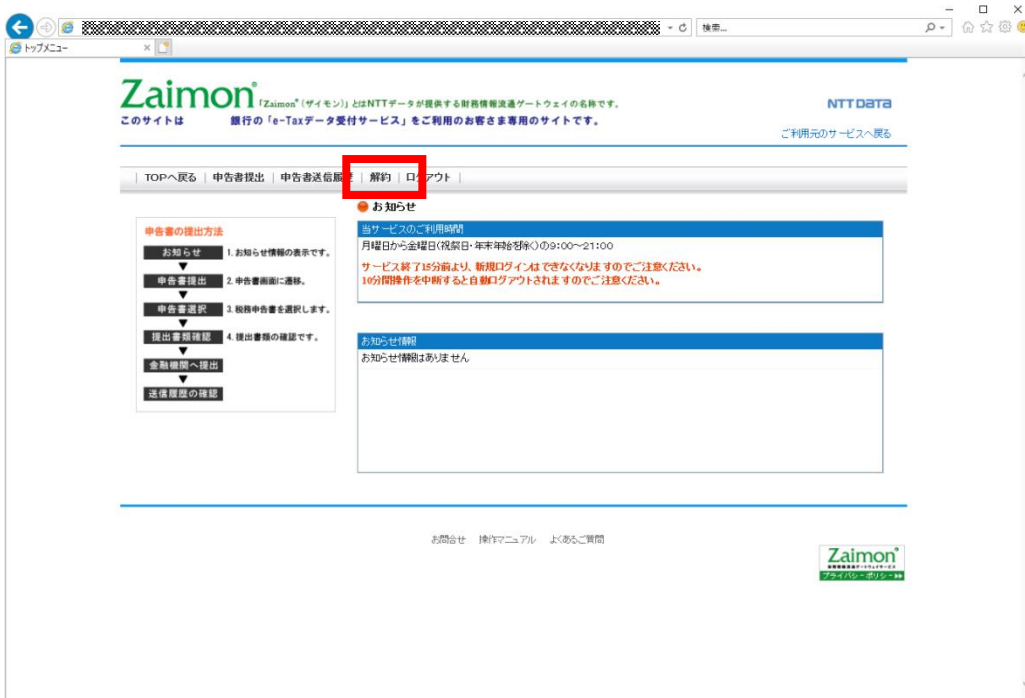 検索...
トップメニュー
Zaimon®
「Zaimon®(ザイモン)」とはNTTデータが提供する財務情報流通ゲートウェイの名称です。
このサイトは 銀行の「e-Taxデータ受付サービス」をご利用のお客さま専用のサイトです。
NTT DATA
ご利用元のサービスへ戻る
TOPへ戻る | 申告書提出 | 申告書送信履歴 | 解約 | ログアウト |
お知らせ
申告書の提出方法
お知らせ 1.お知らせ情報の表示です。
申告書提出 2.申告書画面に遷移。
申告書選択 3.税務申告書を選択します。
提出書類確認 4.提出書類の確認です。
金融機関へ提出
送信履歴の確認
当サービスのご利用時間
月曜日から金曜日(祝祭日・年末年始を除く)の9:00~21:00
サービス終了15分前より、新規ログインはできなくなりますのでご注意ください。
10分間操作を中断すると自動ログアウトされますのでご注意ください。
お知らせ情報
お知らせ情報はありません
お問合せ 操作マニュアル よくあるご質問
Zaimon®
プライバシーポリシー